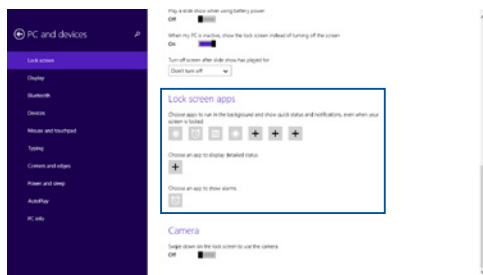 Play a slide show when using battery power
Off
PC and devices
When my PC is inactive, show the lock screen instead of turning off the screen
On
Lock screen
Turn off screen after slide show has played for
Don't turn off
Display
Bluetooth
Devices
Mouse and touchpad
Typing
Corners and edges
Power and sleep
AutoPlay
PC info
Lock screen apps
Choose apps to run in the background and show quick status and notifications, even when your
screen is locked
Choose an app to display detailed status
Choose an app to show alarms
Camera
Swipe down on the lock screen to use the camera
Off